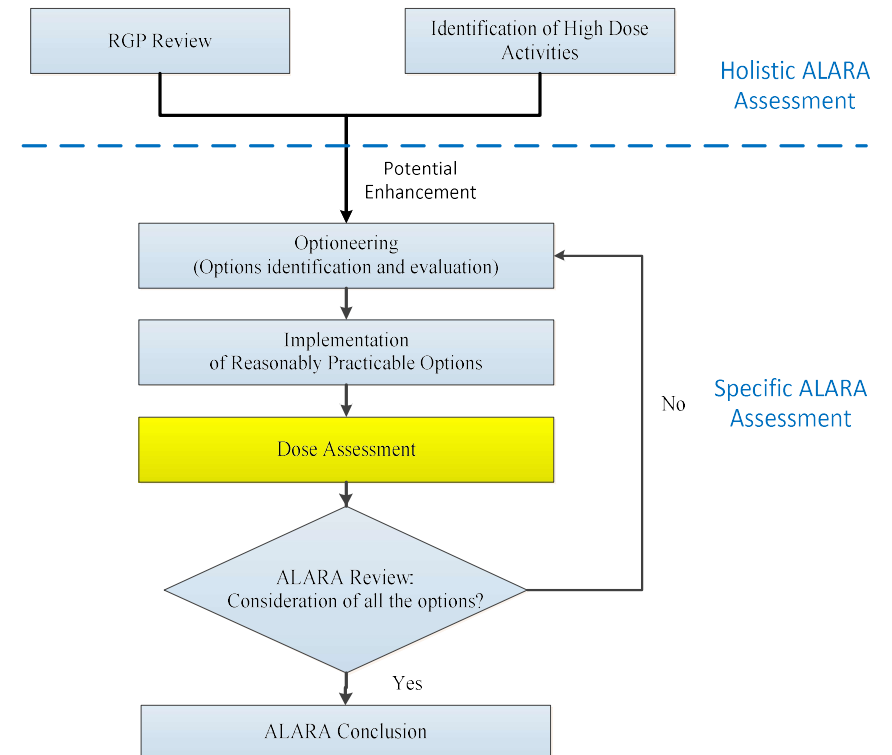 RGP Review
Identification of High Dose
Activities
Holistic ALARA
Assessment
Potential
Enhancement
Optioneering
(Options identification and evaluation)
Implementation
of Reasonably Practicable Options
No
Specific ALARA
Assessment
Dose Assessment
ALARA Review:
Consideration of all the options?
Yes
ALARA Conclusion